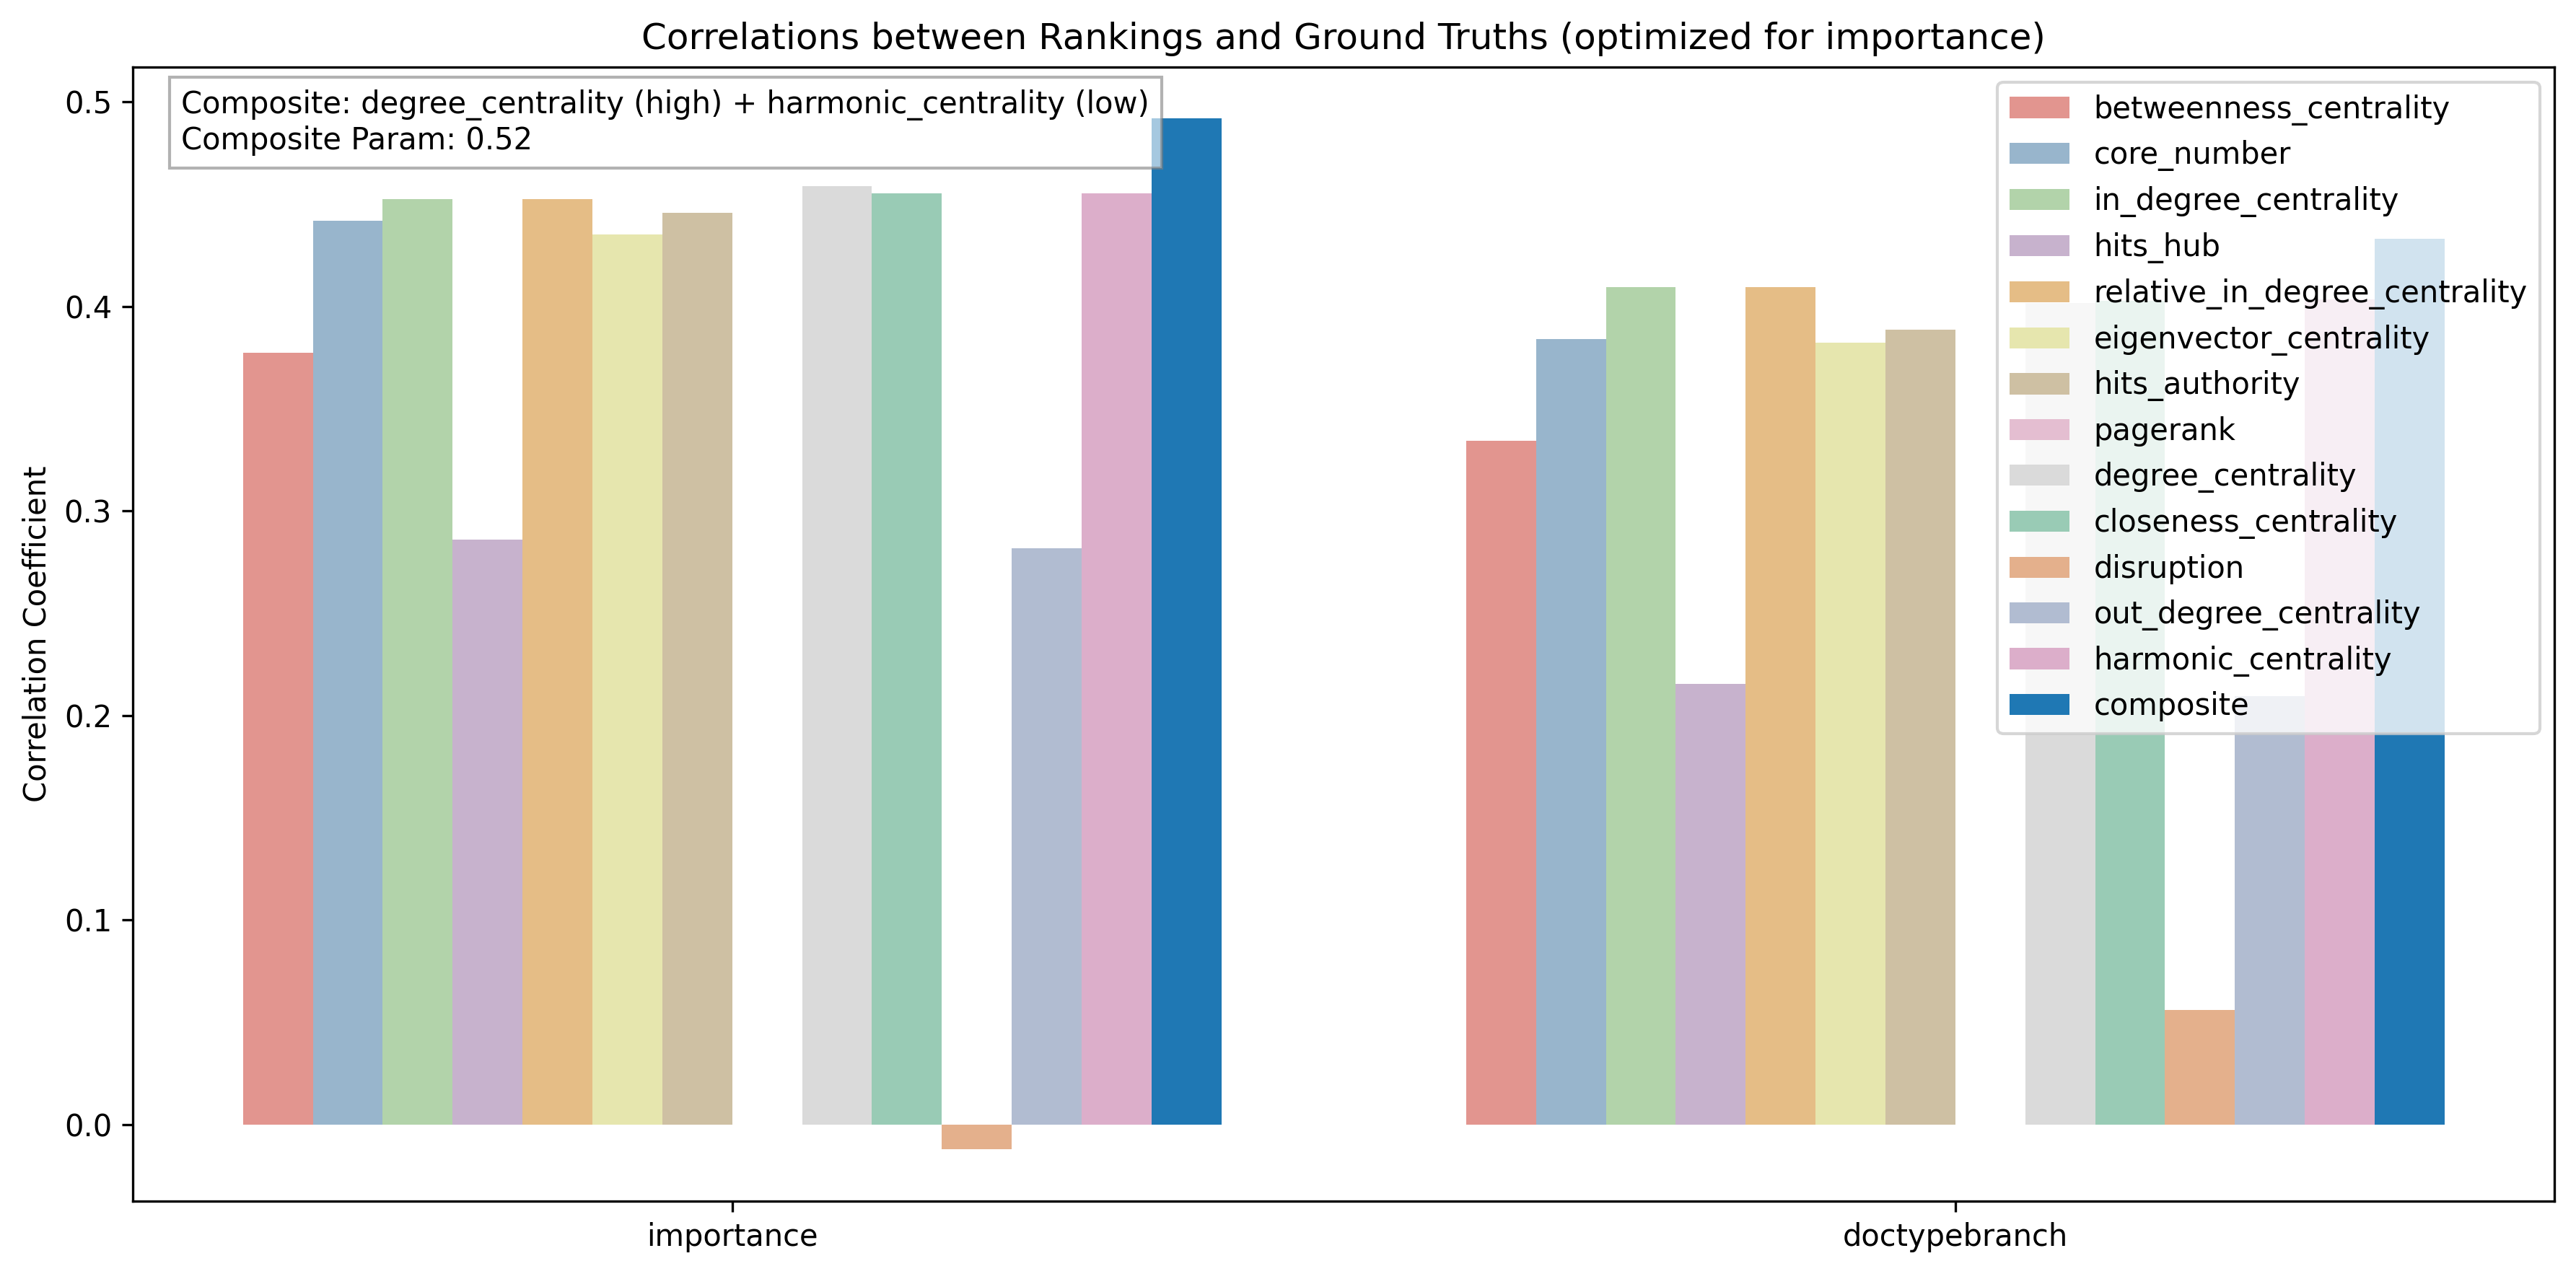 Correlations between Rankings and Ground Truths (optimized for importance)
Composite: degree_centrality (high) + harmonic_centrality (low)
Composite Param: 0.52
Correlation Coefficient
0.5
0.4
0.3
0.2
0.1
0.0
importance
doctypebranch
betweenness_centrality
core_number
in_degree_centrality
hits_hub
relative_in_degree_centrality
eigenvector_centrality
hits_authority
pagerank
degree_centrality
closeness_centrality
disruption
out_degree_centrality
harmonic_centrality
composite